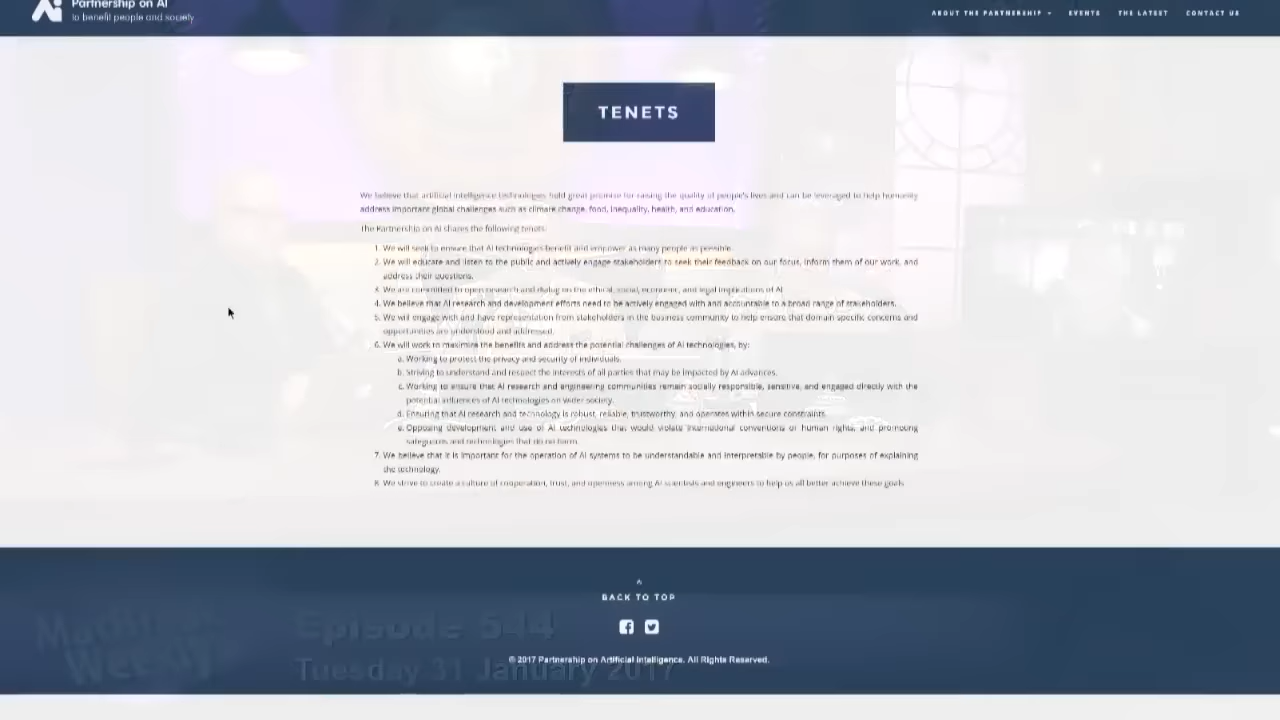 Partnership on AI
to benefit people and society
ABOUT THE PARTNERSHIP
EVENTS
THE LATEST
CONTACT US
TENETS
We believe that artificial intelligence technologies hold great promise for raising the quality of people's lives and can be leveraged to help humanity
address important global challenges such as climate change, food, inequality, health, and education.
The Partnership on AI shares the following tenets:
1. We will seek to ensure that AI technologies benefit and empower as many people as possible.
2. We will educate and listen to the public and actively engage stakeholders to seek their feedback on our focus, inform them of our work, and
address their questions.
3. We are committed to open research and dialog on the ethical, social, economic, and legal implications of AI.
4. We believe that AI research and development efforts need to be actively engaged with and accountable to a broad range of stakeholders.
5. We will engage with and have representation from stakeholders in the business community to help ensure that domain-specific concerns and
opportunities are understood and addressed.
6. We will work to maximize the benefits and address the potential challenges of AI technologies, by:
a. Working to protect the privacy and security of individuals.
b. Striving to understand and respect the interests of all parties that may be impacted by AI advances.
c. Working to ensure that AI research and engineering communities remain socially responsible, sensitive, and engaged directly with the
potential influences of AI technologies on wider society.
d. Ensuring that AI research and technology is robust, reliable, trustworthy, and operates within secure constraints.
e. Opposing development and use of AI technologies that would violate international conventions or human rights, and promoting
safeguards and technologies that do no harm.
7. We believe that it is important for the operation of AI systems to be understandable and interpretable by people, for purposes of explaining
the technology.
8. We strive to create a culture of cooperation, trust, and openness among AI scientists and engineers to help us all better achieve these goals.
BACK TO TOP
MacBreak
Weekly
Episode 544
Tuesday 31 January 2017
© 2017 Partnership on Artificial Intelligence. All Rights Reserved.